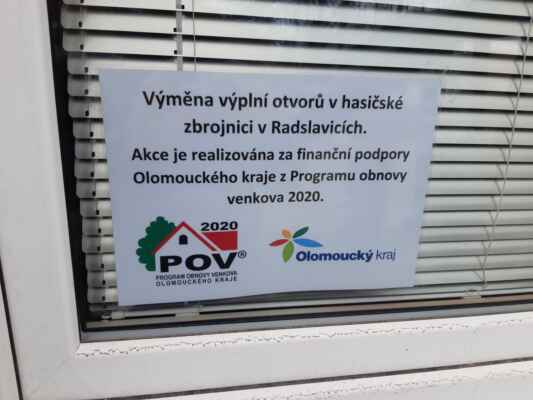 Výměna výplní otvorů v hasičské
zbrojnici v Radslavicích.
Akce je realizována za finanční podpory
Olomouckého kraje z Programu obnovy
venkova 2020.
2020
POV®
PROGRAM OBNOVY VENKOVA
OLOMOUCKÉHO KRAJE
Olomoucký kraj